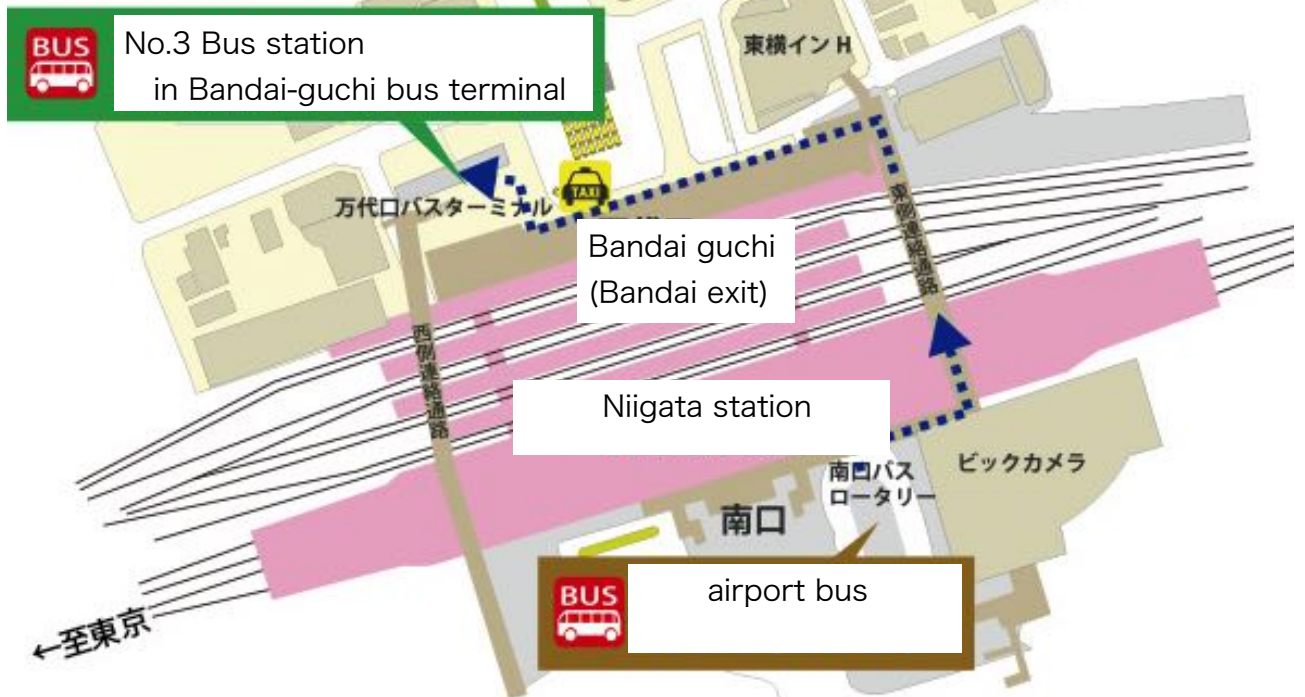 BUS
No.3 Bus station
in Bandai-guchi bus terminal
東横イン H
TAXI
万代口バスターミナル
東側連絡通路
Bandai guchi
(Bandai exit)
西側連絡通路
Niigata station
南口バス
ロータリー
ビックカメラ
南口
BUS
airport bus
←至東京